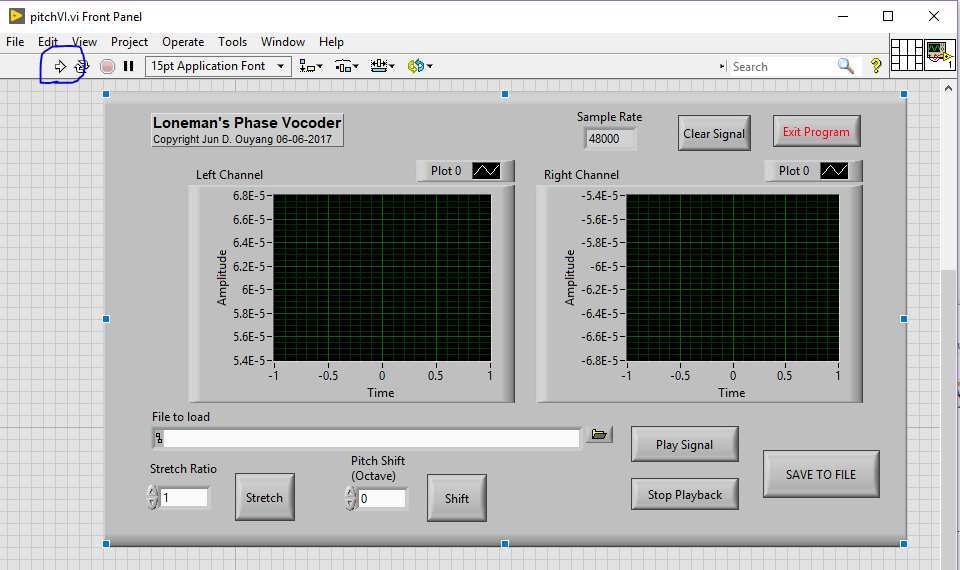 pitchVI.vi Front Panel
File Edit View Project Operate Tools Window Help
15pt Application Font
Search
?
1
Loneman's Phase Vocoder
Copyright Jun D. Ouyang 06-06-2017
Sample Rate
48000
Clear Signal
Exit Program
Left Channel
Plot 0
6.8E-5
6.6E-5
6.4E-5
6.2E-5
6E-5
5.8E-5
5.6E-5
5.4E-5
Amplitude
-1 -0.5 0 0.5 1
Time
Right Channel
Plot 0
-5.4E-5
-5.6E-5
-5.8E-5
-6E-5
-6.2E-5
-6.4E-5
-6.6E-5
-6.8E-5
Amplitude
-1 -0.5 0 0.5 1
Time
File to load
Stretch Ratio
1
Stretch
Pitch Shift
(Octave)
0
Shift
Play Signal
Stop Playback
SAVE TO FILE